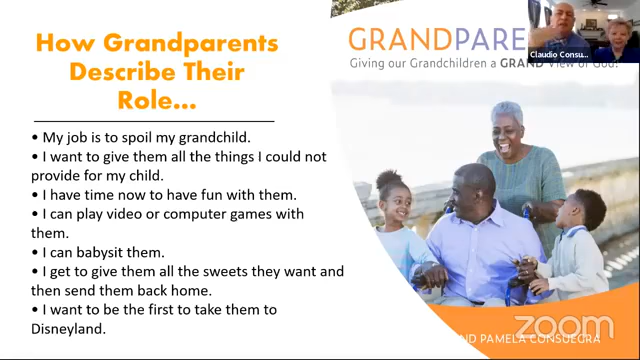 How Grandparents
Describe Their
Role...
• My job is to spoil my grandchild.
• I want to give them all the things I could not
provide for my child.
• I have time now to have fun with them.
• I can play video or computer games with
them.
• I can babysit them.
• I get to give them all the sweets they want and
then send them back home.
• I want to be the first to take them to
Disneyland.
GRANDPARE
Giving our Grandchildren a GRAND View of God!
Claudio Consu...
ND PAMELA CONSUEGRA
zoom